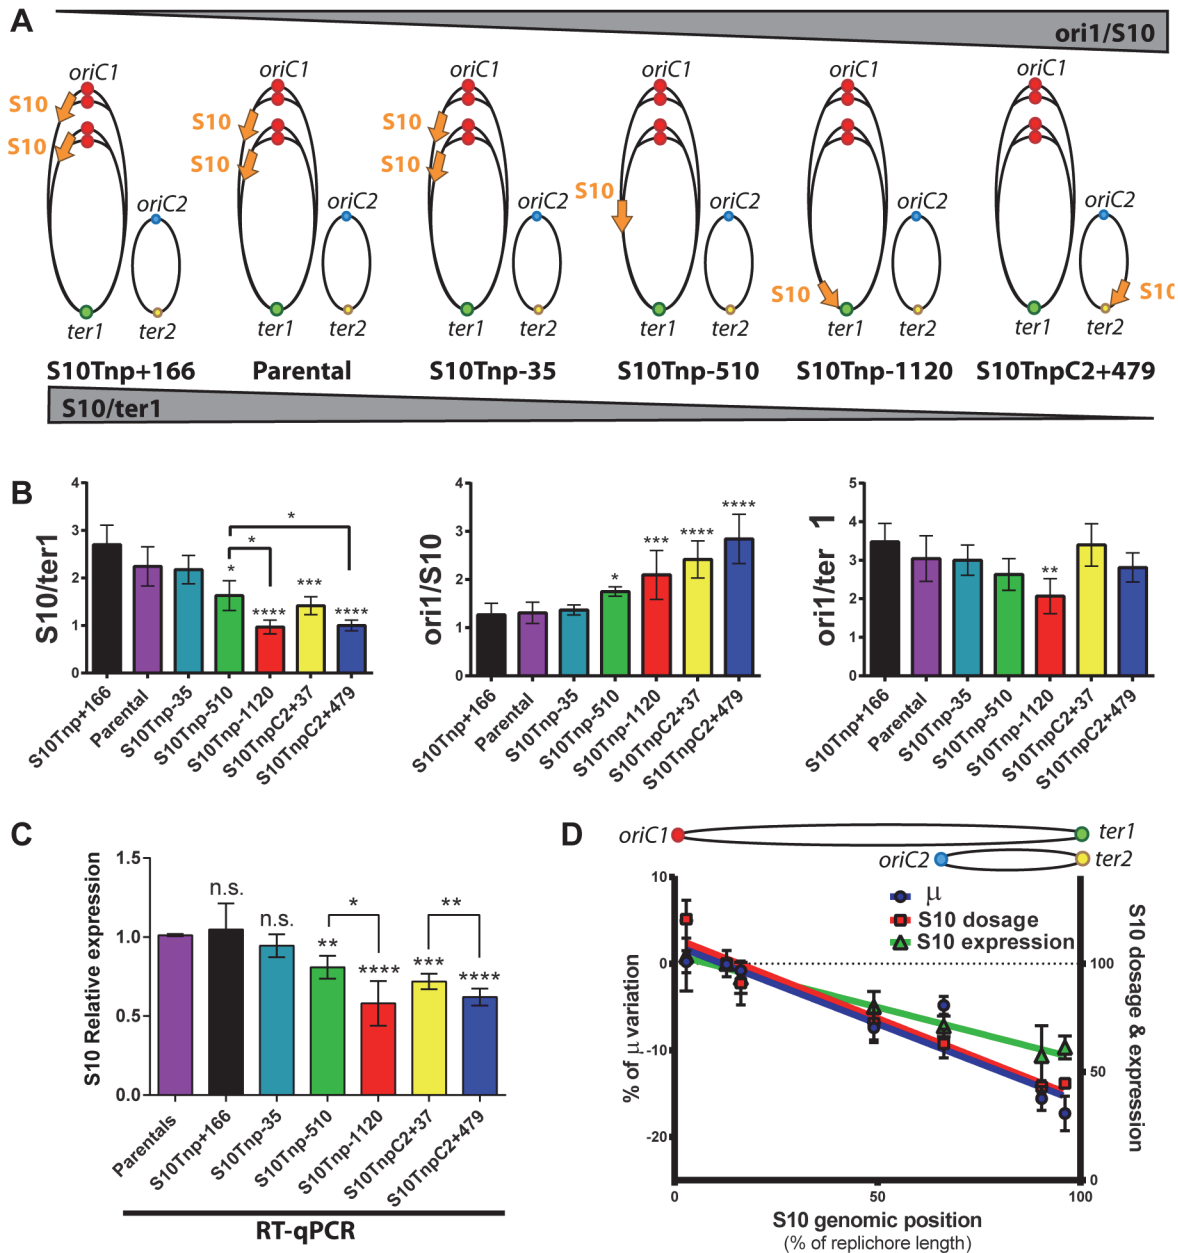 A
ori1/S10
oriC1 oriC1 oriC1 oriC1 oriC1 oriC1
S10 S10 S10
S10 S10 S10
S10
oriC2 oriC2 oriC2 oriC2 oriC2 oriC2
S10 S10
ter1 ter2 ter1 ter2 ter1 ter2 ter1 ter2 ter1 ter2 ter1 ter2
S10Tnp+166 Parental S10Tnp-35 S10Tnp-510 S10Tnp-1120 S10TnpC2+479
S10/ter1
B
S10/ter1
4
3
2
1
0
*
*
*
****
***
****
S10Tnp+166
Parental
S10Tnp-35
S10Tnp-510
S10Tnp-1120
S10TnpC2+37
S10TnpC2+479
ori1/S10
4
3
2
1
0
*
***
****
****
S10Tnp+166
Parental
S10Tnp-35
S10Tnp-510
S10Tnp-1120
S10TnpC2+37
S10TnpC2+479
ori1/ter 1
5
4
3
2
1
0
**
S10Tnp+166
Parental
S10Tnp-35
S10Tnp-510
S10Tnp-1120
S10TnpC2+37
S10TnpC2+479
C
S10 Relative expression
1.5
1.0
0.5
0.0
n.s.
n.s.
**
*
****
***
**
****
Parentals
S10Tnp+166
S10Tnp-35
S10Tnp-510
S10Tnp-1120
S10TnpC2+37
S10TnpC2+479
RT-qPCR
D
oriC1 ter1
oriC2 ter2
% of μ variation
10
0
-10
-20
μ
S10 dosage
S10 expression
100
50
0
S10 dosage & expression
0 50 100
S10 genomic position
(% of replichore length)